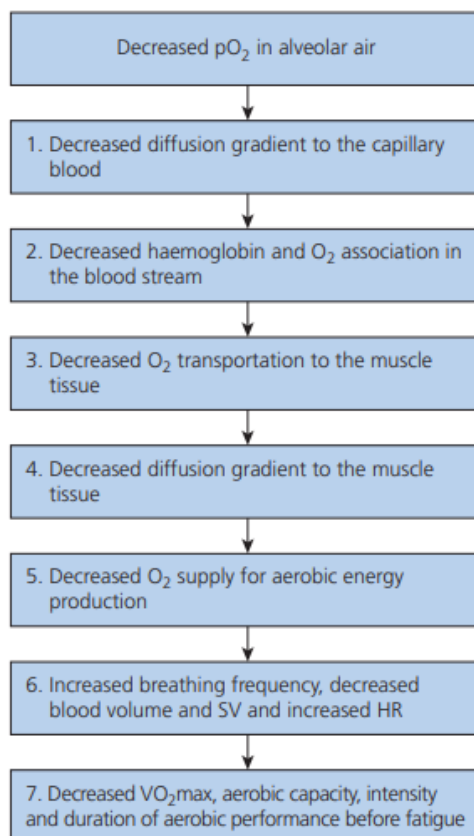 Decreased pO₂ in alveolar air
1. Decreased diffusion gradient to the capillary
blood
2. Decreased haemoglobin and O₂ association in
the blood stream
3. Decreased O₂ transportation to the muscle
tissue
4. Decreased diffusion gradient to the muscle
tissue
5. Decreased O₂ supply for aerobic energy
production
6. Increased breathing frequency, decreased
blood volume and SV and increased HR
7. Decreased VO₂max, aerobic capacity, intensity
and duration of aerobic performance before fatigue